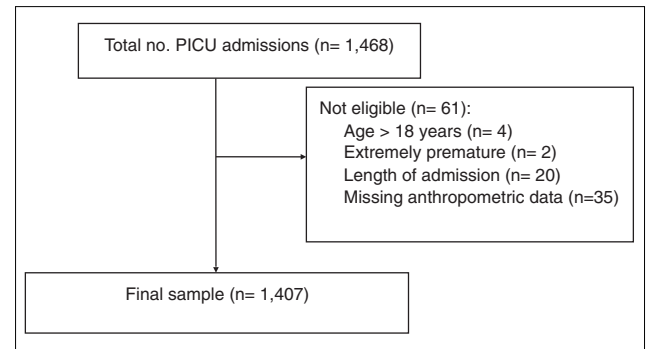 Total no. PICU admissions (n= 1,468)
Not eligible (n= 61):
Age > 18 years (n= 4)
Extremely premature (n= 2)
Length of admission (n= 20)
Missing anthropometric data (n=35)
Final sample (n= 1,407)